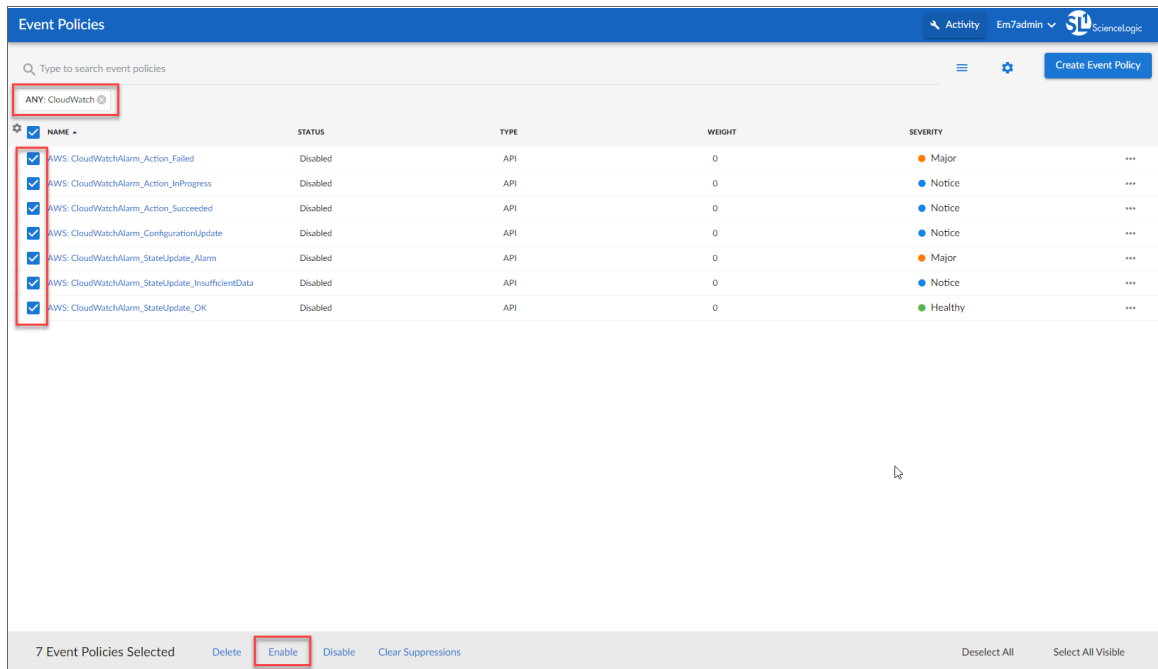 Event Policies
Activity Em7admin SL1 ScienceLogic
Type to search event policies Create Event Policy
ANY: CloudWatch
NAME STATUS TYPE WEIGHT SEVERITY
AWS: CloudWatchAlarm_Action_Failed Disabled API 0 Major
AWS: CloudWatchAlarm_Action_InProgress Disabled API 0 Notice
AWS: CloudWatchAlarm_Action_Succeeded Disabled API 0 Notice
AWS: CloudWatchAlarm_ConfigurationUpdate Disabled API 0 Notice
AWS: CloudWatchAlarm_StateUpdate_Alarm Disabled API 0 Major
AWS: CloudWatchAlarm_StateUpdate_InsufficientData Disabled API 0 Notice
AWS: CloudWatchAlarm_StateUpdate_OK Disabled API 0 Healthy
7 Event Policies Selected Delete Enable Disable Clear Suppressions Deselect All Select All Visible